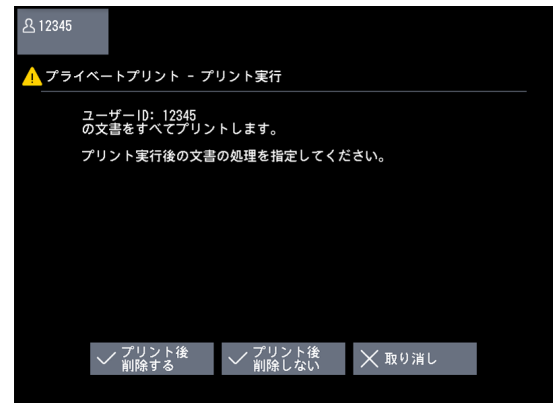 12345
プライベートプリント - プリント実行
ユーザーID: 12345
の文書をすべてプリントします。
プリント実行後の文書の処理を指定してください。
プリント後
削除する
プリント後
削除しない
取り消し